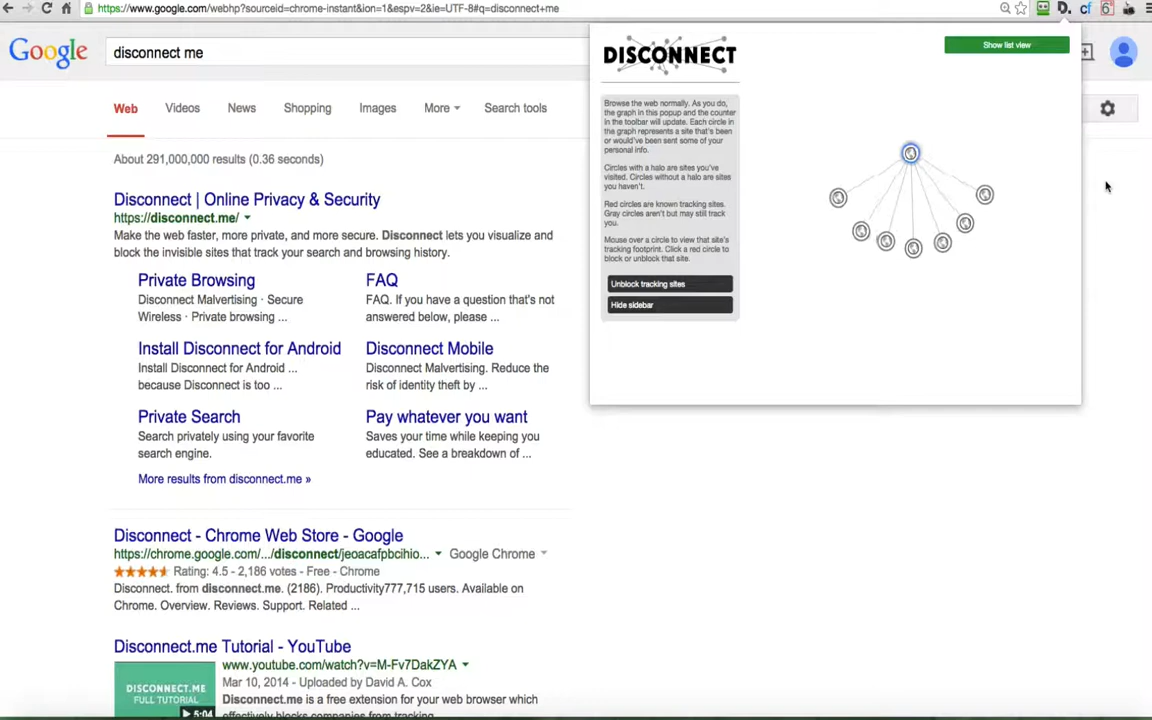 https://www.google.com/webhp?sourceid=chrome-instant&ion=1&espv=2&ie=UTF-8#q=disconnect+me
Google
disconnect me
Web Videos News Shopping Images More Search tools
About 291,000,000 results (0.36 seconds)
Disconnect | Online Privacy & Security
https://disconnect.me/
Make the web faster, more private, and more secure. Disconnect lets you visualize and
block the invisible sites that track your search and browsing history.
Private Browsing
Disconnect Malvertising · Secure
Wireless · Private browsing ...
FAQ
FAQ. If you have a question that's not
answered below, please ...
Install Disconnect for Android
Install Disconnect for Android ...
because Disconnect is too ...
Disconnect Mobile
Disconnect Malvertising. Reduce the
risk of identity theft by ...
Private Search
Search privately using your favorite
search engine.
Pay whatever you want
Saves your time while keeping you
educated. See a breakdown of ...
More results from disconnect.me »
Disconnect - Chrome Web Store - Google
https://chrome.google.com/.../disconnect/jeoacafpbcihio... Google Chrome
Rating: 4.5 - 2,186 votes - Free - Chrome
Disconnect. from disconnect.me. (2186). Productivity777,715 users. Available on
Chrome. Overview. Reviews. Support. Related ...
Disconnect.me Tutorial - YouTube
www.youtube.com/watch?v=M-Fv7DakZYA
Mar 10, 2014 - Uploaded by David A. Cox
Disconnect.me is a free extension for your web browser which
effectively blocks companies from tracking
DISCONNECT.ME
FULL TUTORIAL
5:04
DISCONNECT
Show list view
Browse the web normally. As you do,
the graph in this popup and the counter
in the toolbar will update. Each circle in
the graph represents a site that's been
or would've been sent some of your
personal info.
Circles with a halo are sites you've
visited. Circles without a halo are sites
you haven't.
Red circles are known tracking sites.
Gray circles aren't but may still track
you.
Mouse over a circle to view that site's
tracking footprint. Click a red circle to
block or unblock that site.
Unblock tracking sites
Hide sidebar